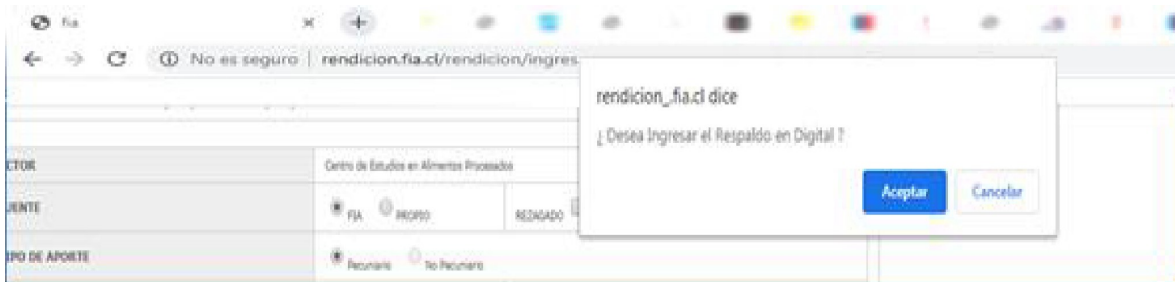 fia
No es seguro | rendicion.fia.cl/rendicion/ingres
rendicion_.fia.cl dice
¿ Desea Ingresar el Respaldo en Digital ?
Aceptar Cancelar
CTOR Centro de Estudios en Alimentos Procesados
UENTE FIA PROPIO REZAGADO
IPO DE APORTE Pecuniario No Pecuniario